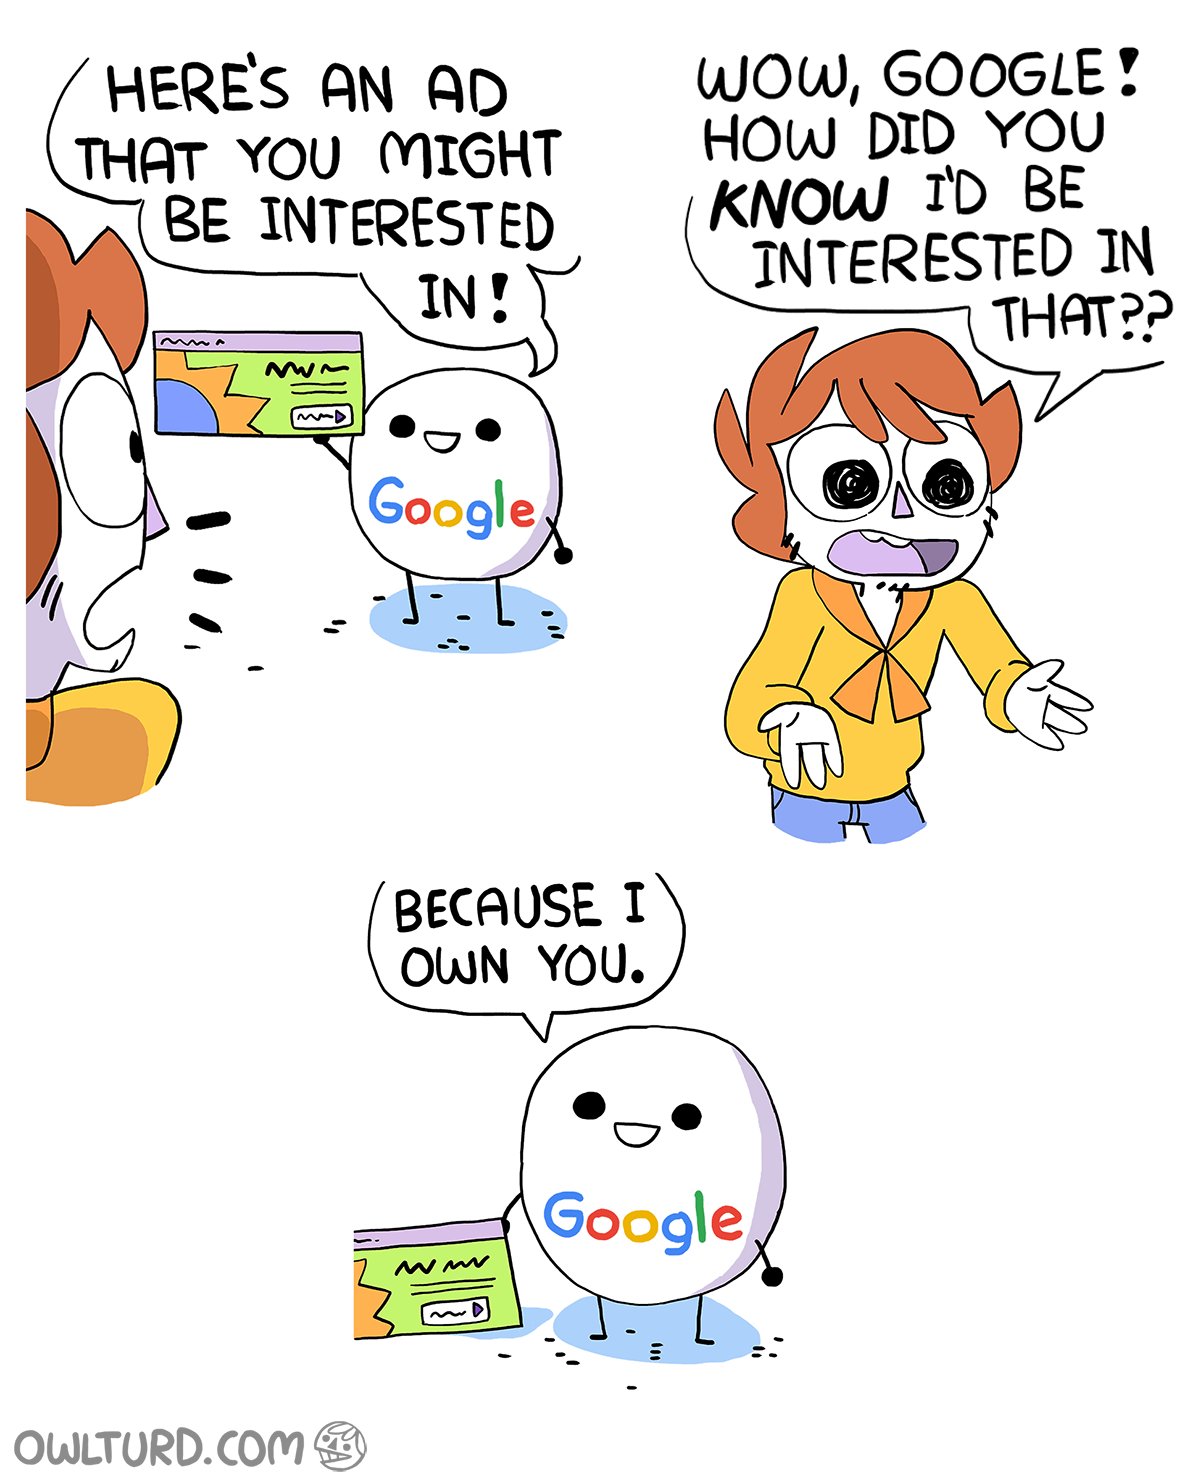 HERE'S AN AD
THAT YOU MIGHT
BE INTERESTED
IN!
Google
WOW, GOOGLE!
HOW DID YOU
KNOW I'D BE
INTERESTED IN
THAT??
BECAUSE I
OWN YOU.
Google
OWLTURD.COM